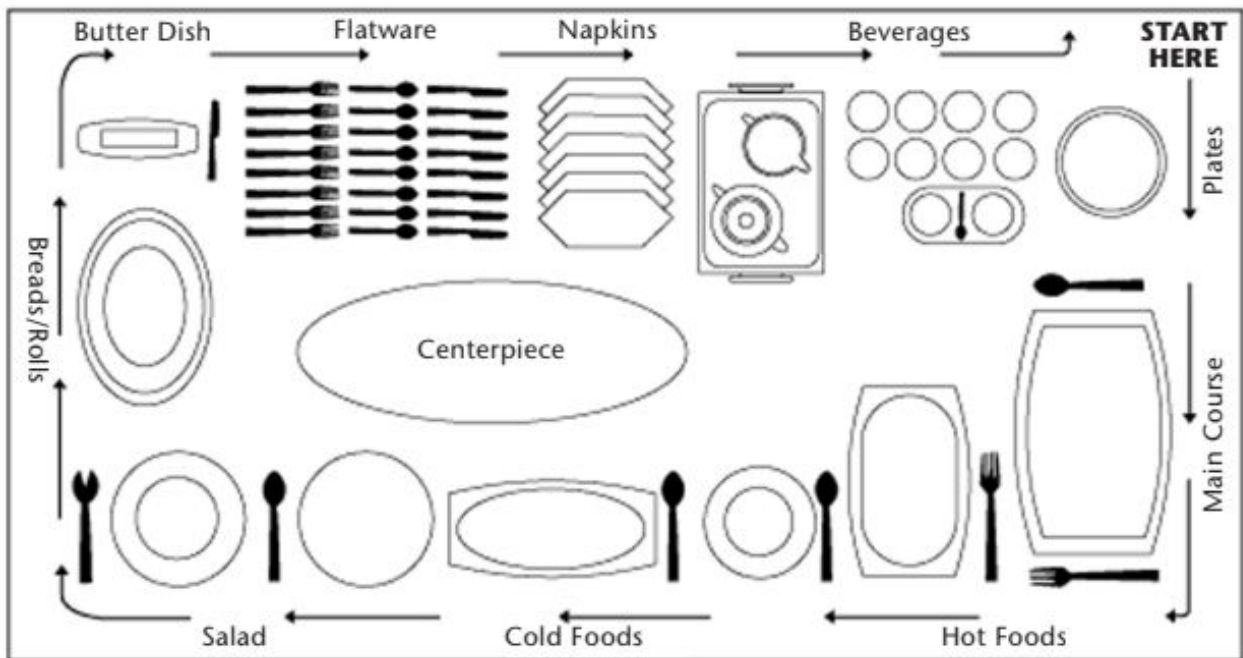 Butter Dish
Flatware
Napkins
Beverages
START
HERE
Plates
Main Course
Hot Foods
Cold Foods
Salad
Breads/Rolls
Centerpiece